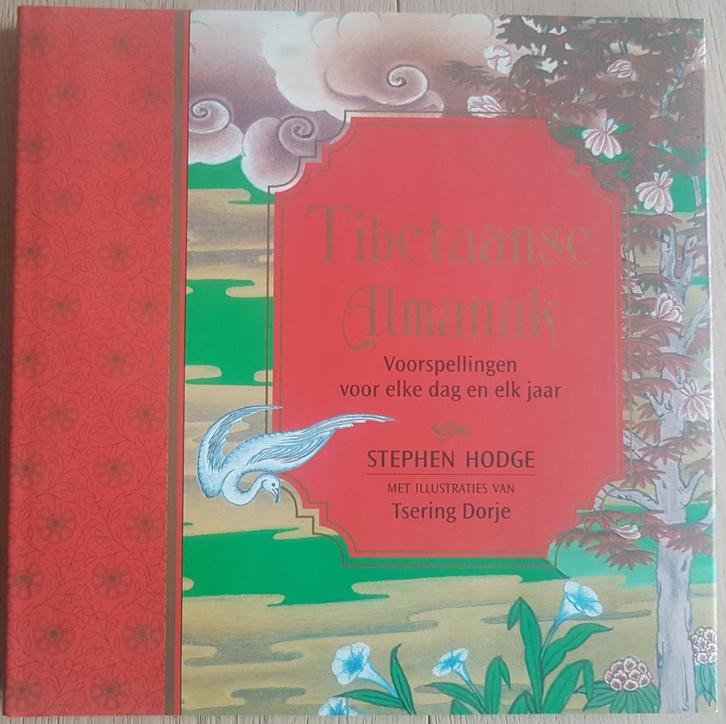 Tibetaanse
Almanak
Voorspellingen
voor elke dag en elk jaar
STEPHEN HODGE
MET ILLUSTRATIES VAN
Tsering Dorje